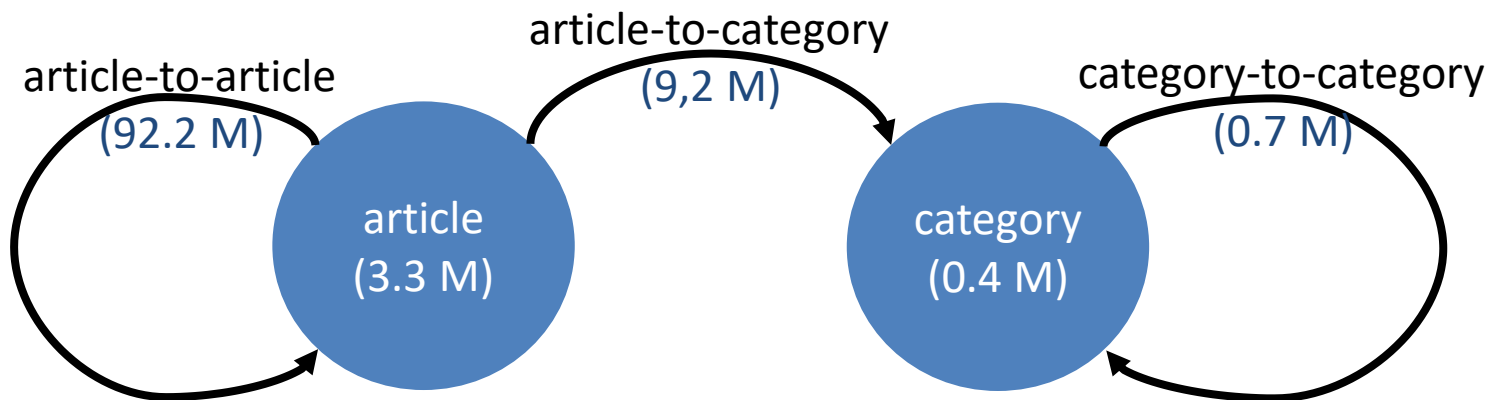 article-to-article
(92.2 M)
article-to-category
(9,2 M)
category-to-category
(0.7 M)
article
(3.3 M)
category
(0.4 M)